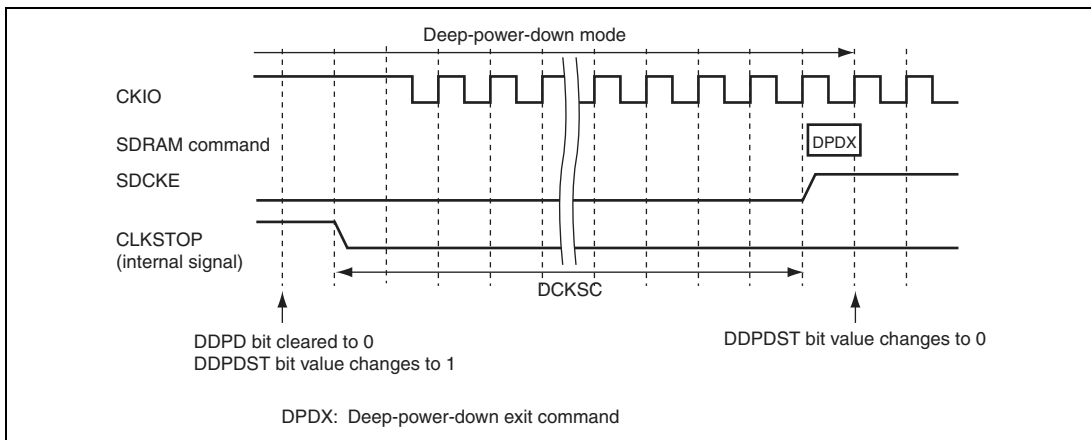 Deep-power-down mode
CKIO
SDRAM command
DPDX
SDCKE
CLKSTOP
(internal signal)
DCKSC
DDPD bit cleared to 0
DDPDST bit value changes to 1
DDPDST bit value changes to 0
DPDX: Deep-power-down exit command